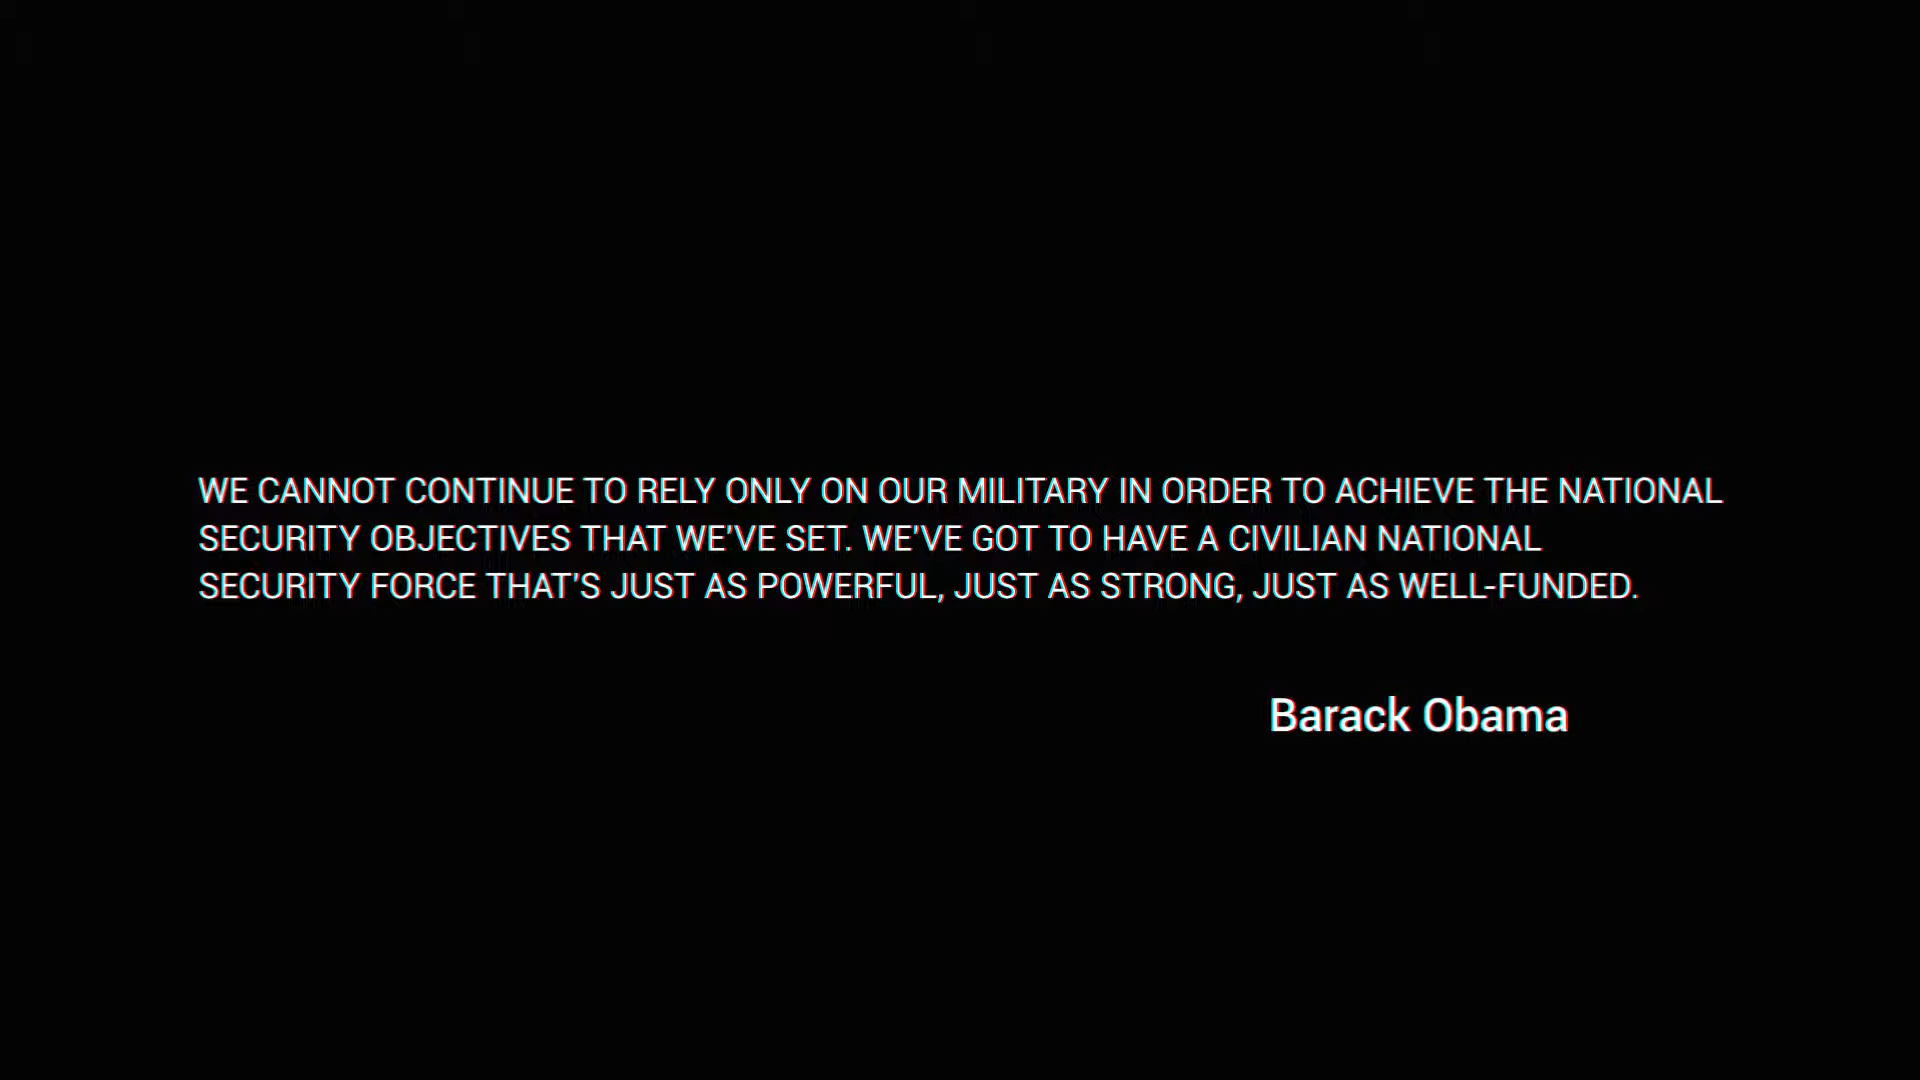 WE CANNOT CONTINUE TO RELY ONLY ON OUR MILITARY IN ORDER TO ACHIEVE THE NATIONAL
SECURITY OBJECTIVES THAT WE'VE SET. WE'VE GOT TO HAVE A CIVILIAN NATIONAL
SECURITY FORCE THAT'S JUST AS POWERFUL, JUST AS STRONG, JUST AS WELL-FUNDED.
Barack Obama